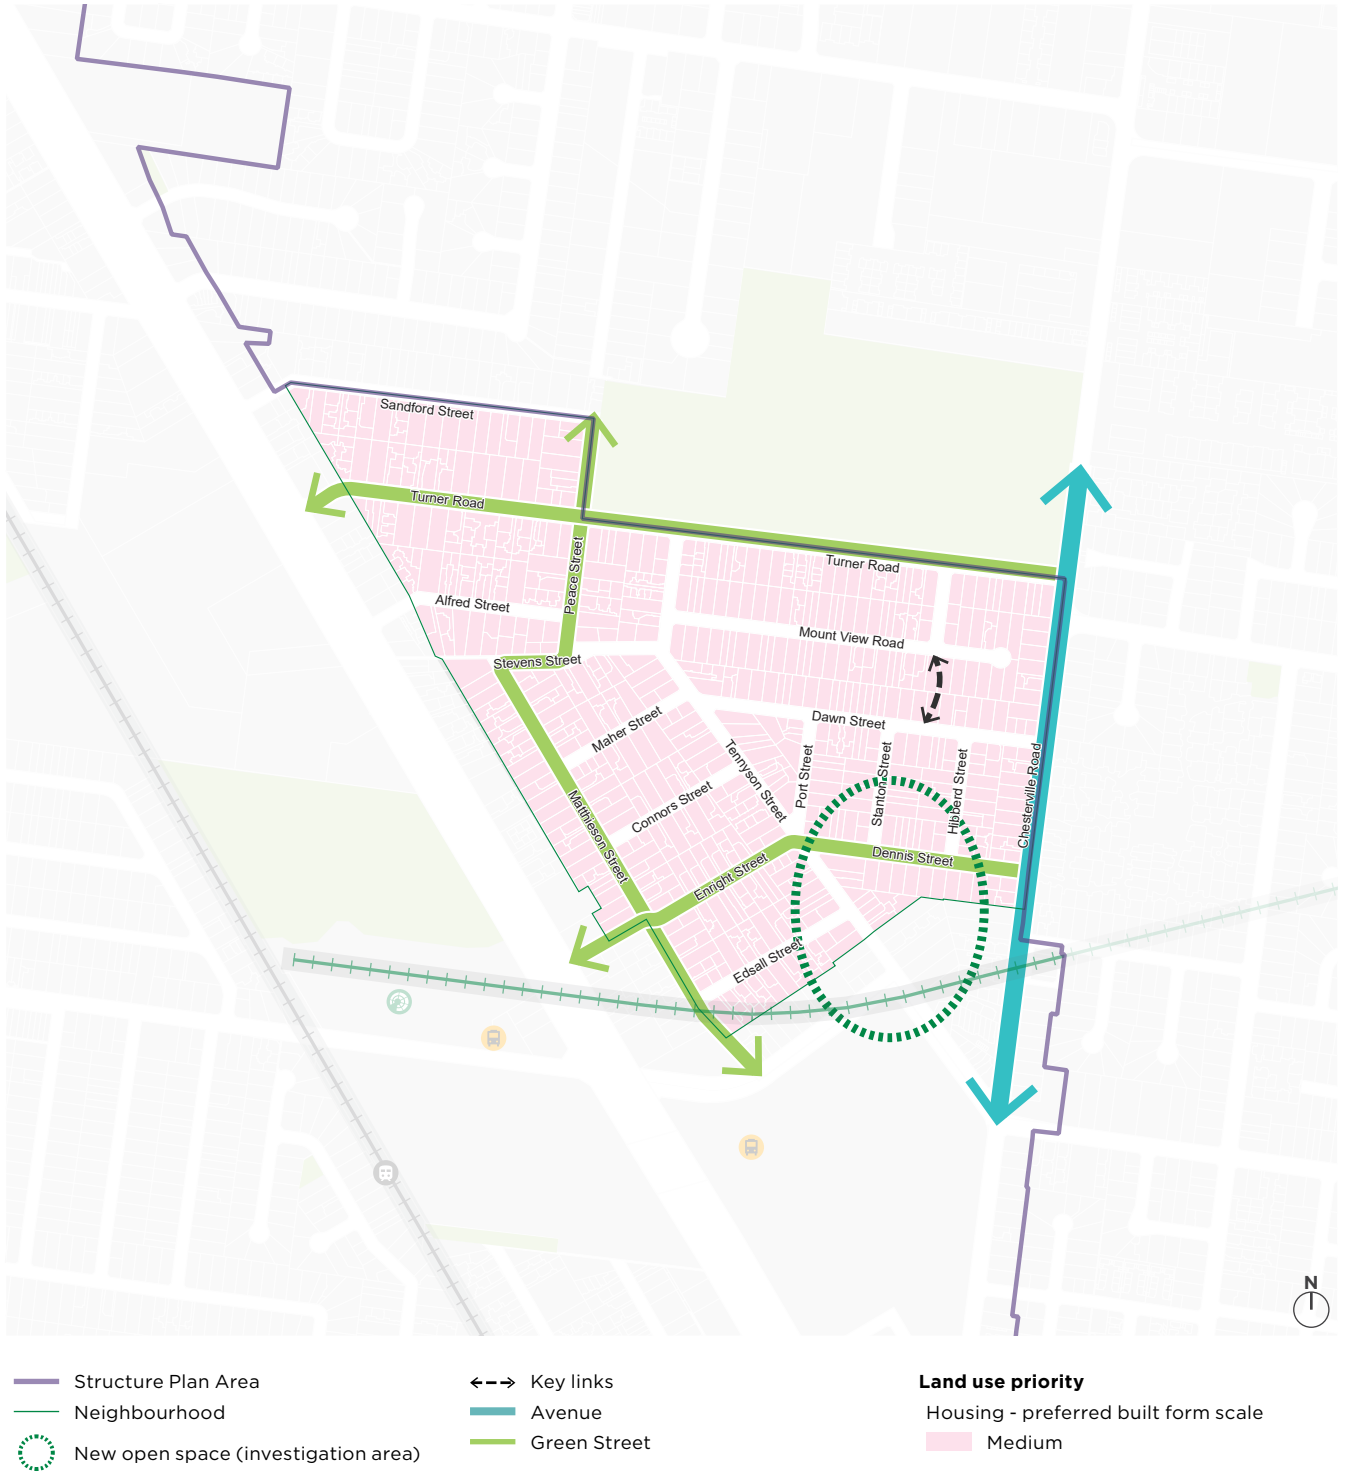 Sandford Street
Turner Road
Peace Street
Turner Road
Alfred Street
Mount View Road
Stevens Street
Maher Street
Dawn Street
Tennyson Street
Port Street
Stanton Street
Hibberd Street
Chesterville Road
Connors Street
Matthieson Street
Dennis Street
Enright Street
Edsall Street
N
Structure Plan Area
Neighbourhood
New open space (investigation area)
Key links
Avenue
Green Street
Land use priority
Housing - preferred built form scale
Medium